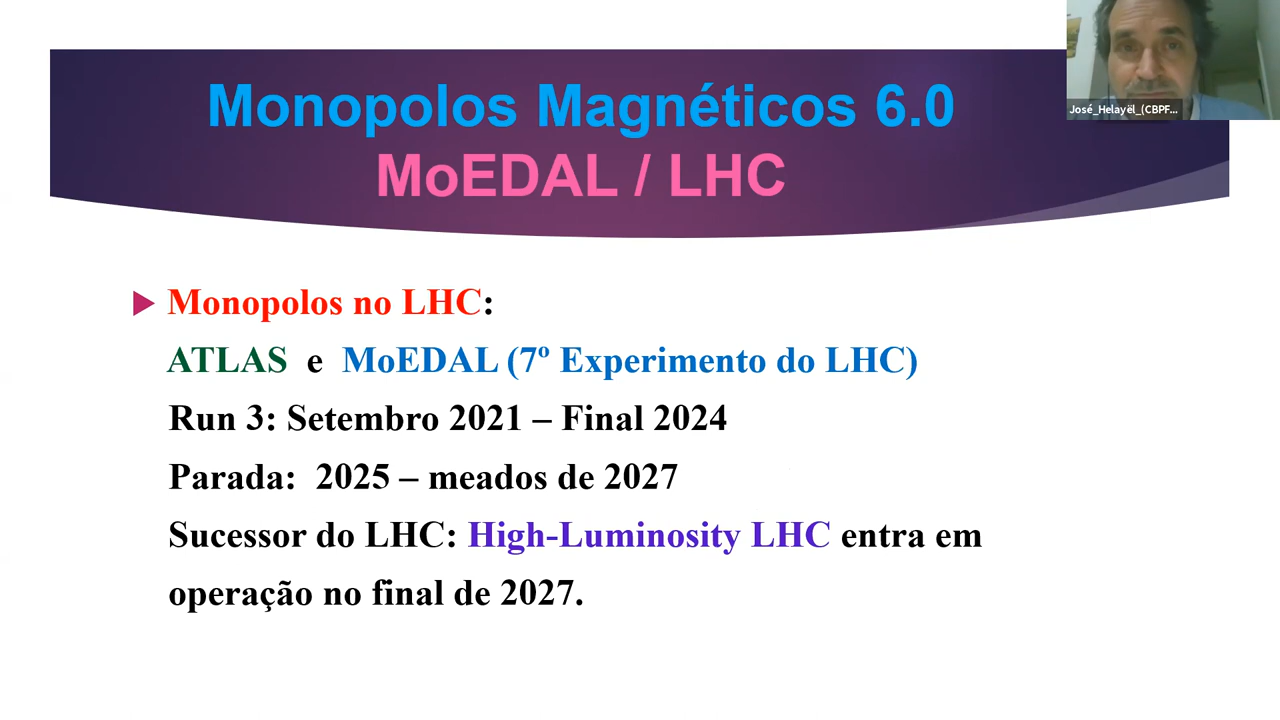 Monopolos Magnéticos 6.0
MoEDAL / LHC
José_Helayël_(CBPF...
Monopolos no LHC:
ATLAS e MoEDAL (7º Experimento do LHC)
Run 3: Setembro 2021 – Final 2024
Parada: 2025 – meados de 2027
Sucessor do LHC: High-Luminosity LHC entra em
operação no final de 2027.